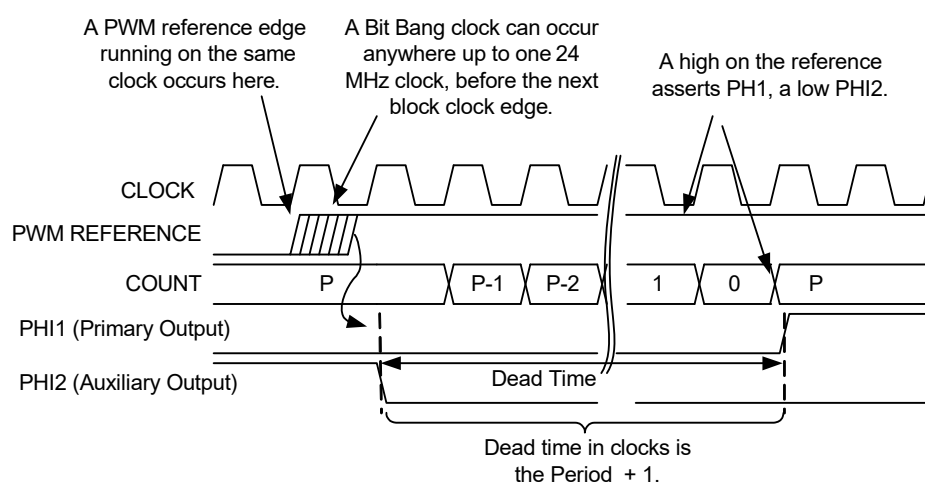 A PWM reference edge
running on the same
clock occurs here.
A Bit Bang clock can occur
anywhere up to one 24
MHz clock, before the next
block clock edge.
A high on the reference
asserts PH1, a low PHI2.
CLOCK
PWM REFERENCE
COUNT
P
P-1
P-2
1
0
P
PHI1 (Primary Output)
PHI2 (Auxiliary Output)
Dead Time
Dead time in clocks is
the Period + 1.